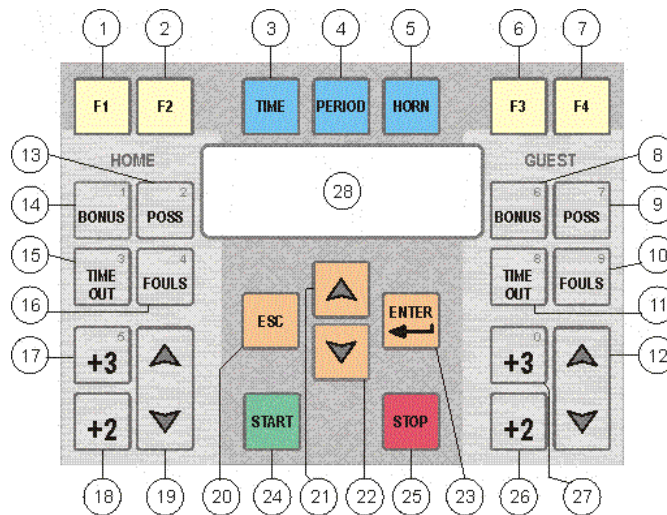 1 2 3 4 5 6 7
F1 F2 TIME PERIOD HORN F3 F4
13 HOME GUEST 8
28
14 1 BONUS 2 POSS 6 BONUS 7 POSS 9
15 3 TIME OUT 4 FOULS 8 TIME OUT 9 FOULS 10
16 ESC ENTER 11
17 5 +3 0 +3 12
+2 START STOP +2
18 19 20 24 21 22 25 23 26 27